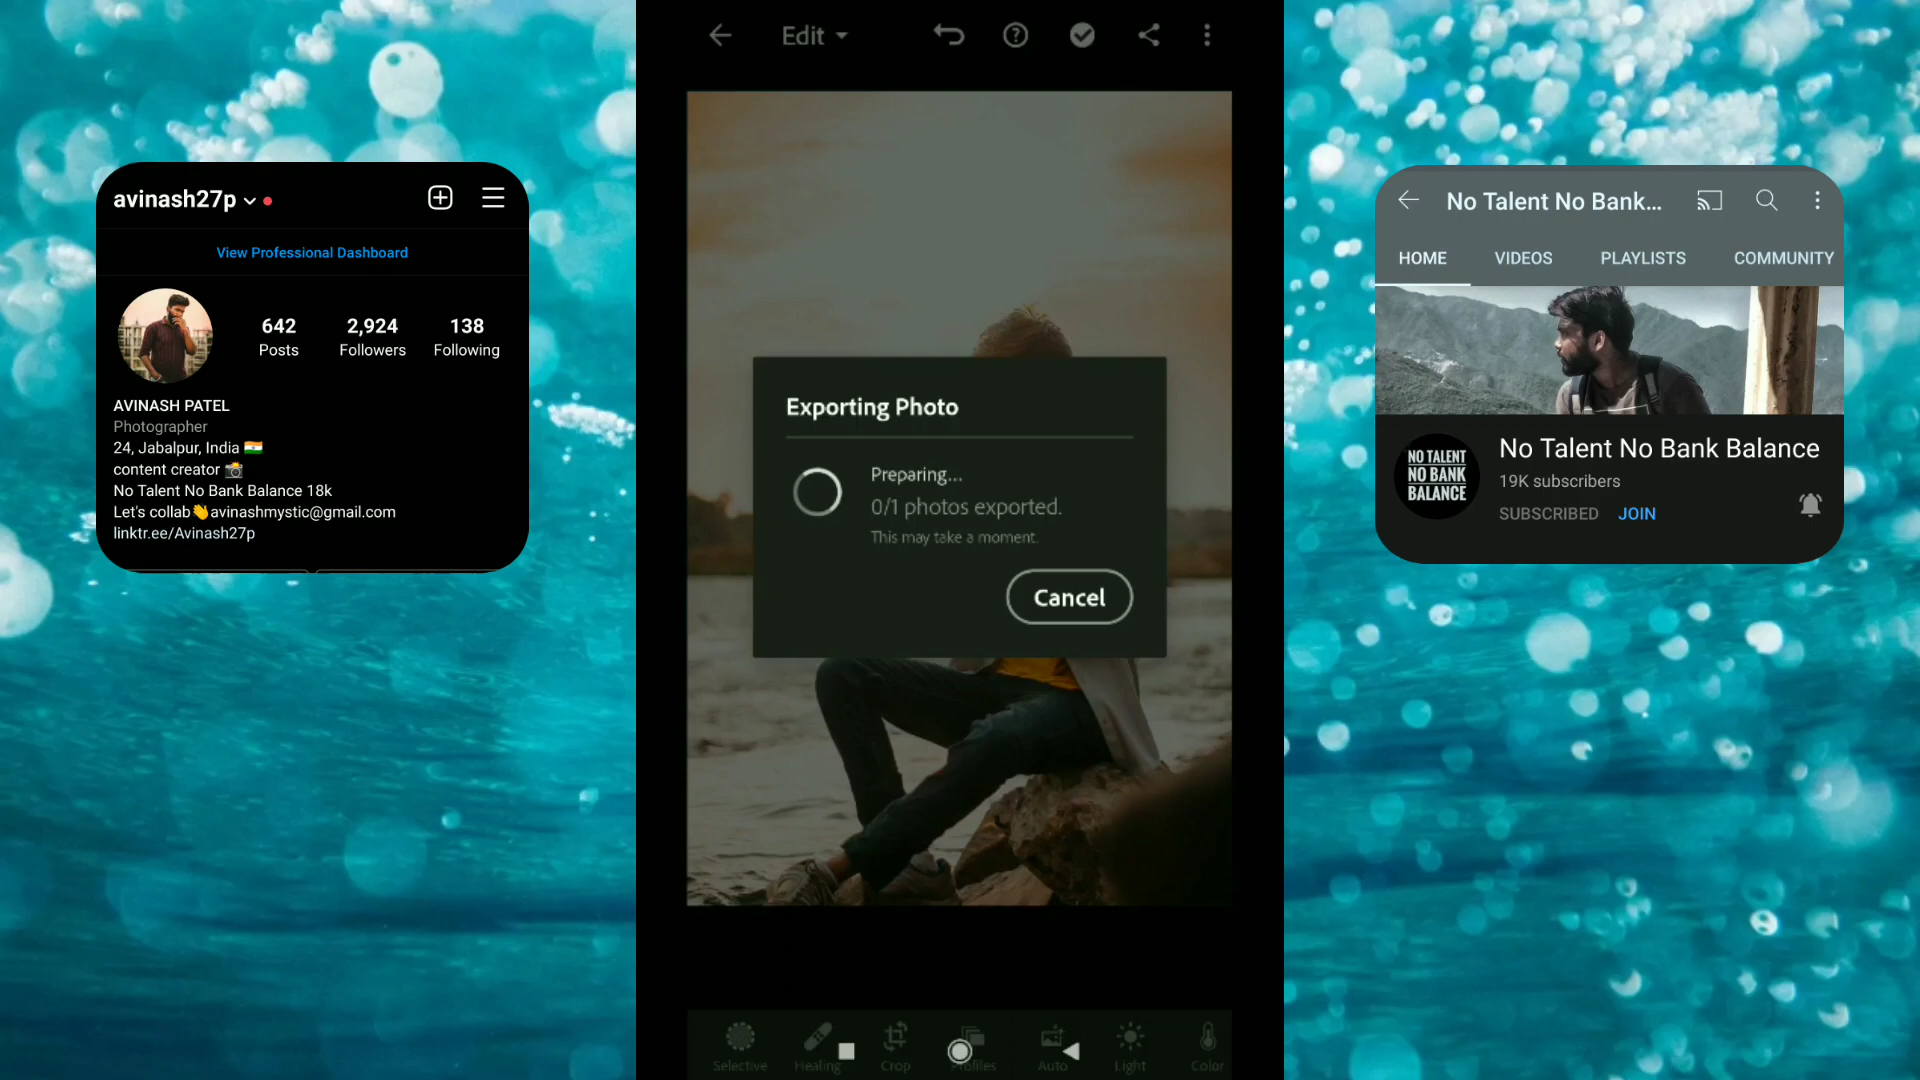 avinash27p
View Professional Dashboard
642
Posts
2,924
Followers
138
Following
AVINASH PATEL
Photographer
24, Jabalpur, India 🇮🇳
content creator 📸
No Talent No Bank Balance 18k
Let's collab👋avinashmystic@gmail.com
linktr.ee/Avinash27p
Edit
Exporting Photo
Preparing...
0/1 photos exported.
This may take a moment.
Cancel
Selective
Healing
Crop
Profiles
Auto
Light
Color
No Talent No Bank...
HOME
VIDEOS
PLAYLISTS
COMMUNITY
NO TALENT
NO BANK
BALANCE
No Talent No Bank Balance
19K subscribers
SUBSCRIBED
JOIN